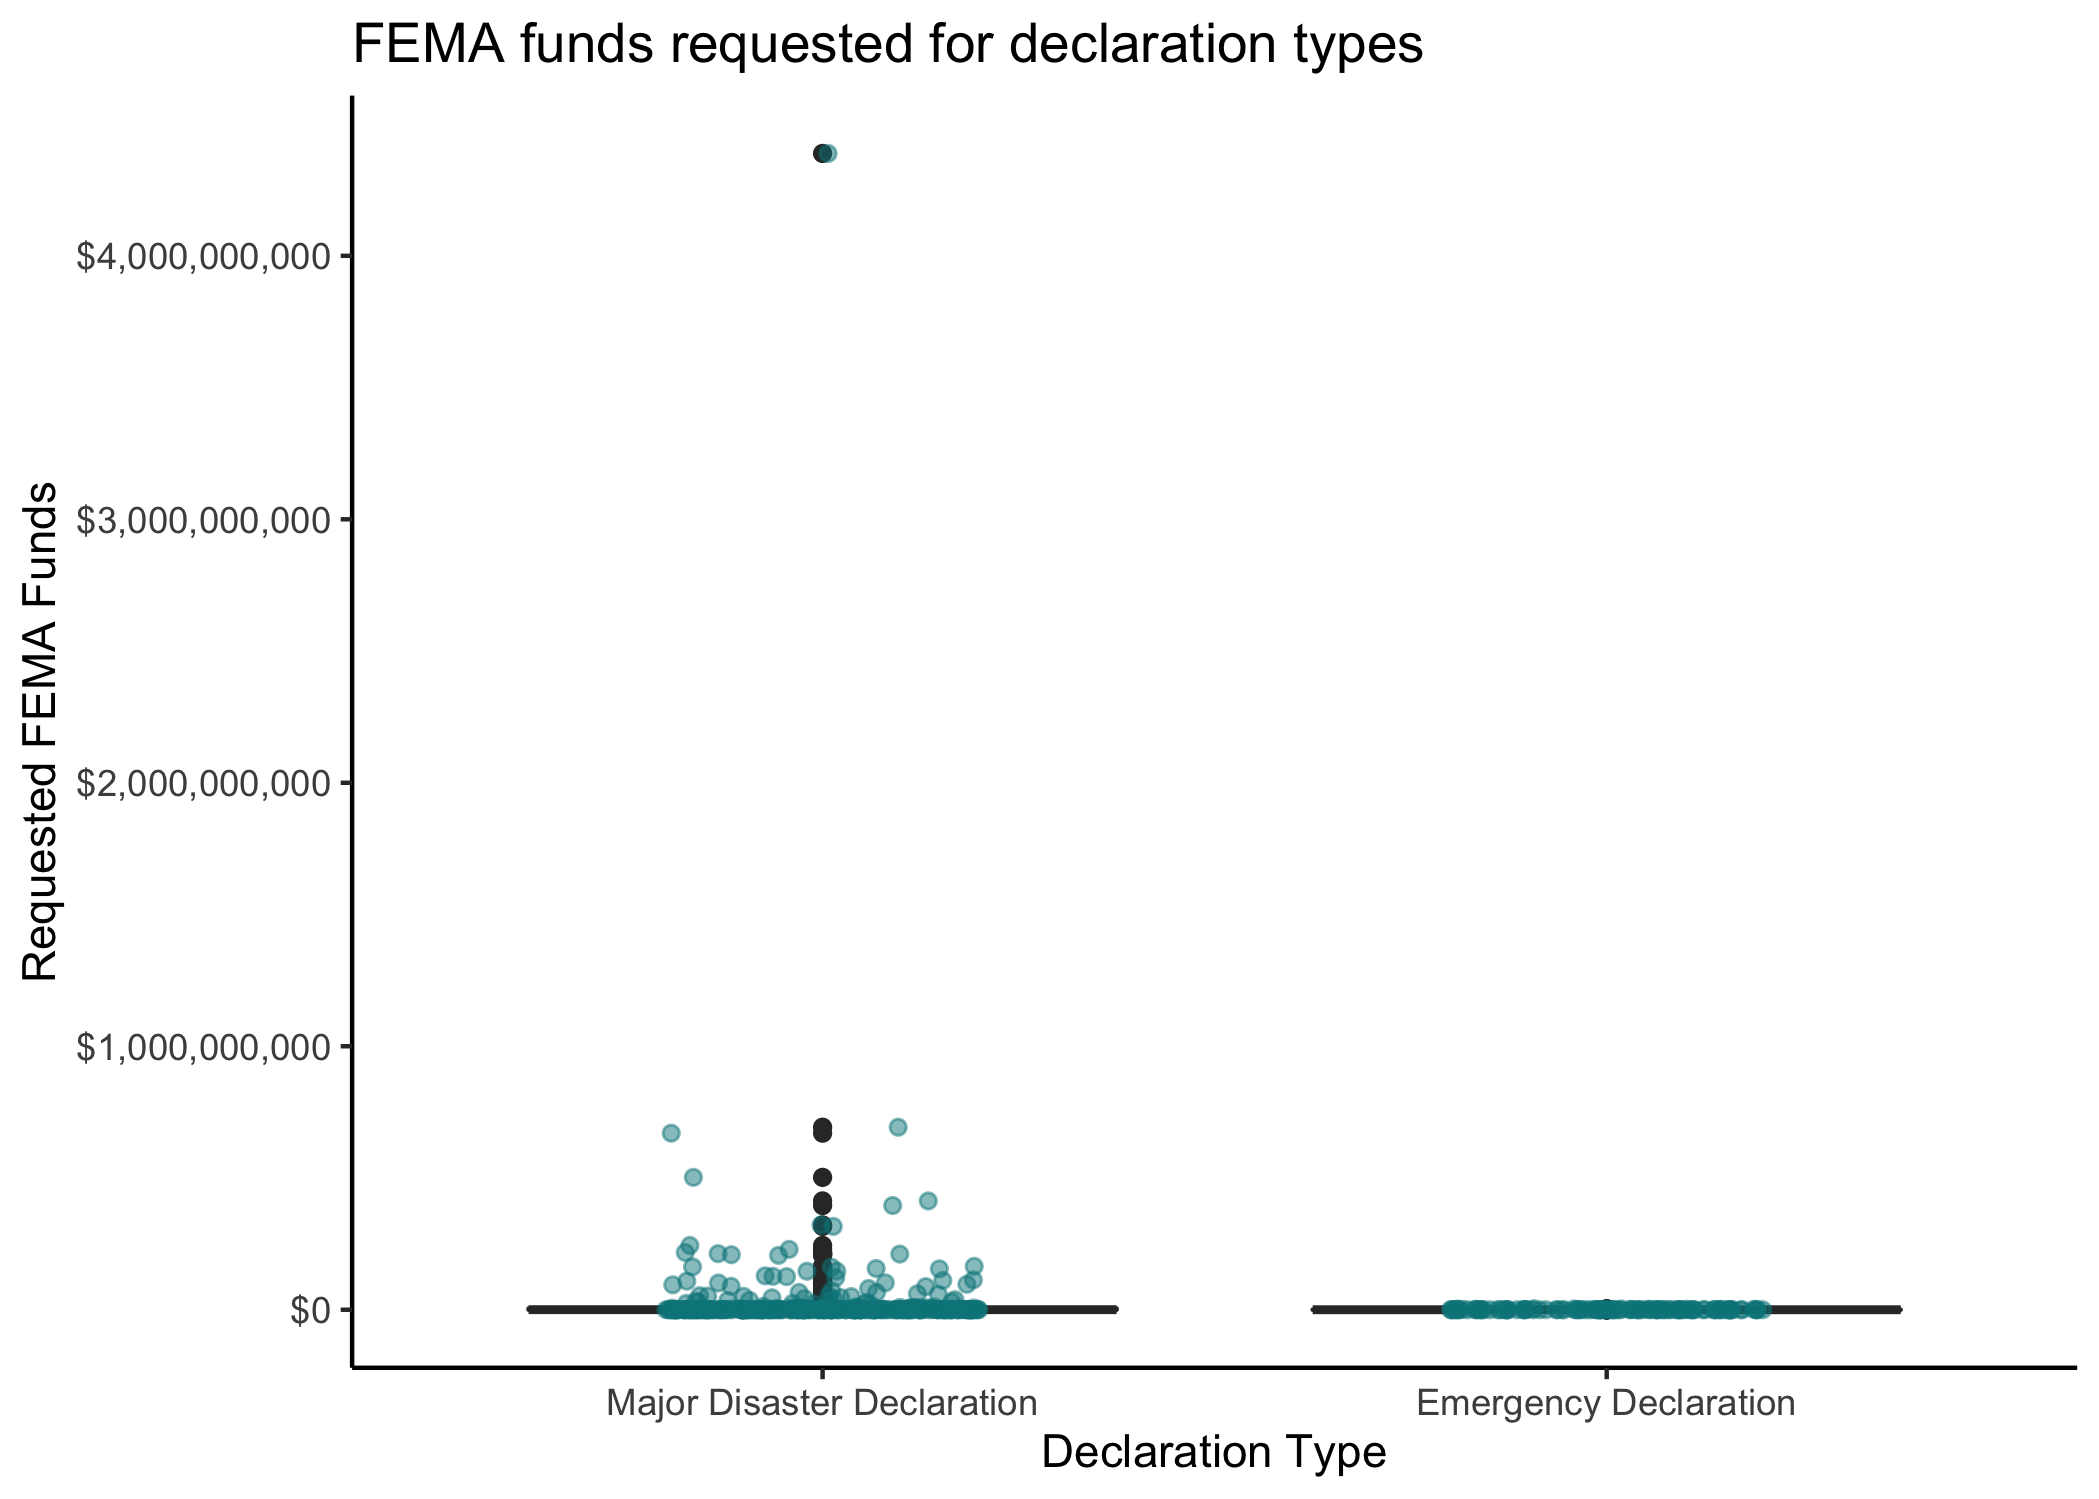 FEMA funds requested for declaration types
Requested FEMA Funds
$4,000,000,000
$3,000,000,000
$2,000,000,000
$1,000,000,000
$0
Major Disaster Declaration
Emergency Declaration
Declaration Type